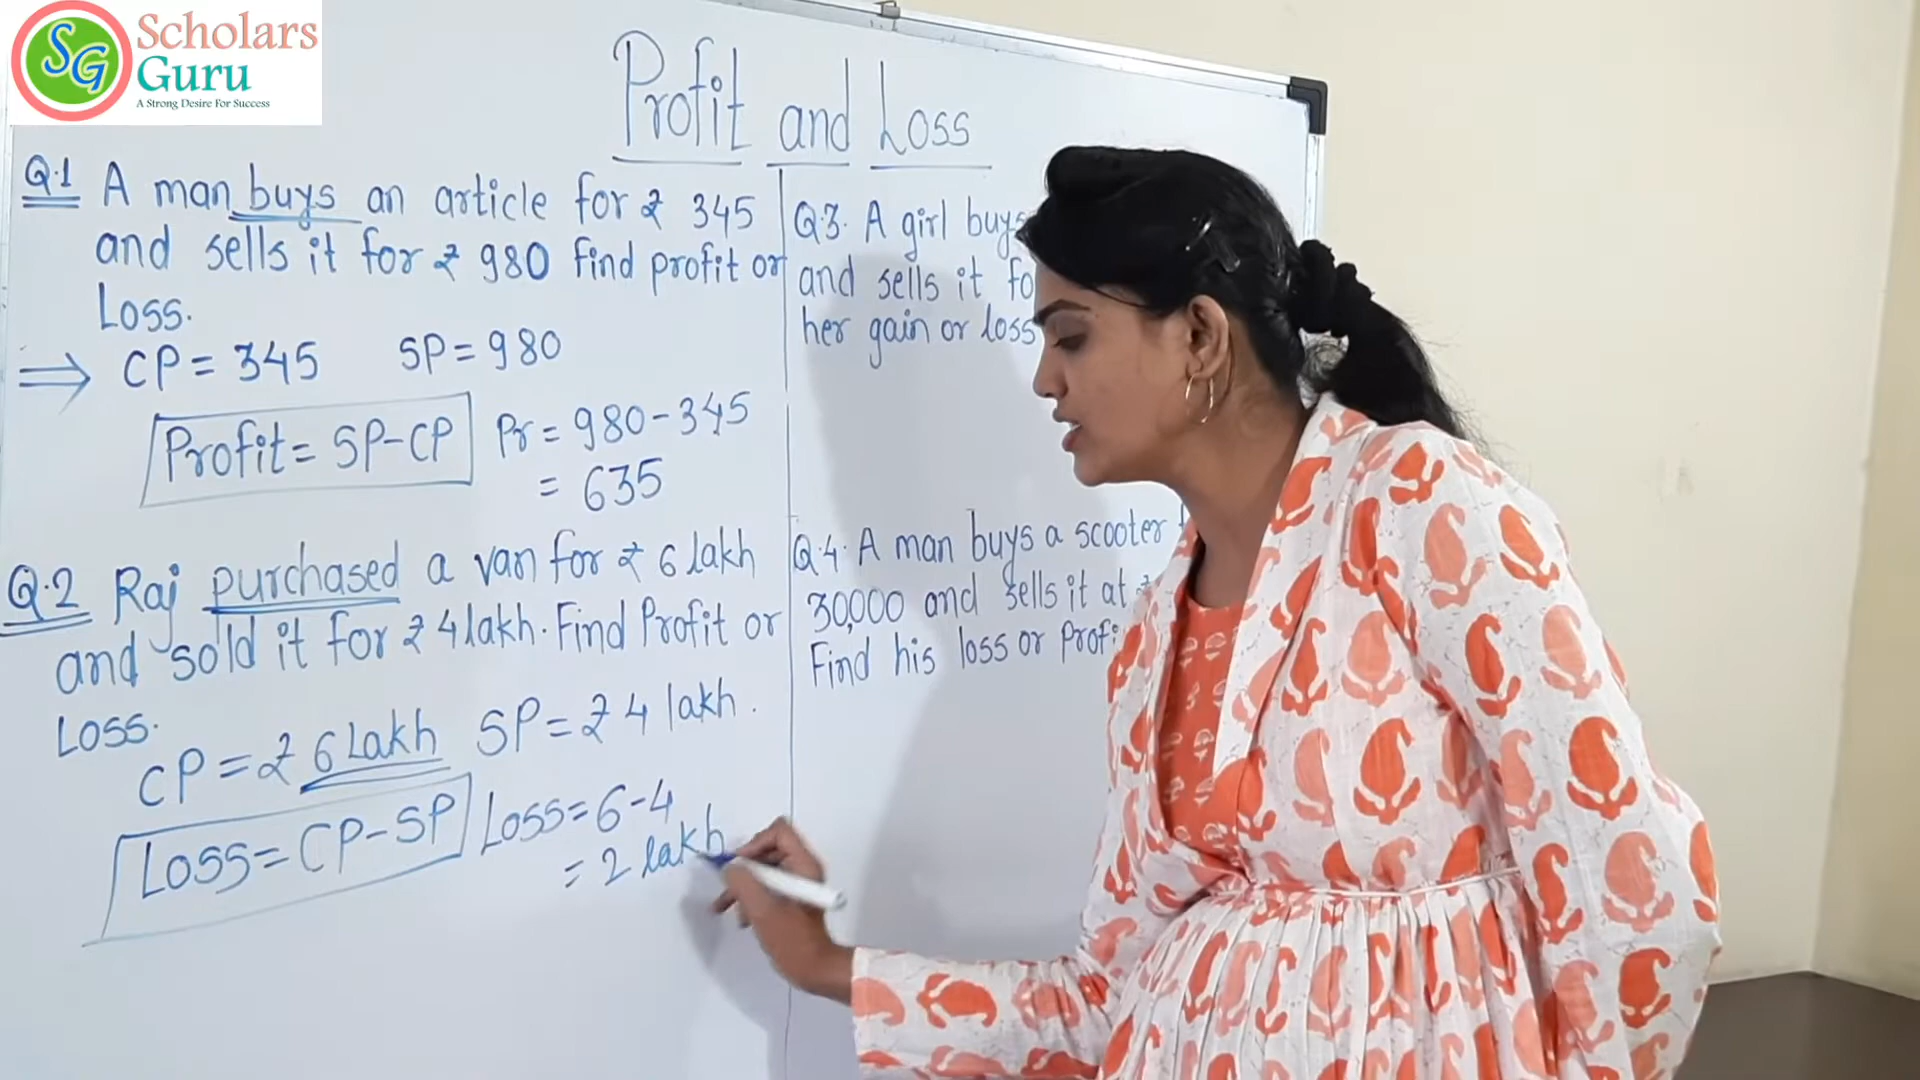 Scholars
Guru
A Strong Desire For Success
SG
Profit and Loss
Q.1 A man buys an article for ₹ 345
and sells it for ₹ 980 find profit or
Loss.
⇒ CP = 345 SP = 980
Profit = SP-CP Pr = 980-345
= 635
Q.2 Raj purchased a van for ₹ 6 lakh
and sold it for ₹ 4 lakh. Find Profit or
Loss.
CP = ₹ 6 Lakh SP = ₹ 4 lakh.
Loss = CP-SP Loss = 6-4
= 2 lakh
Q.3. A girl buys
and sells it fo
her gain or loss
Q.4. A man buys a scooter
30,000 and sells it at
Find his loss or profi